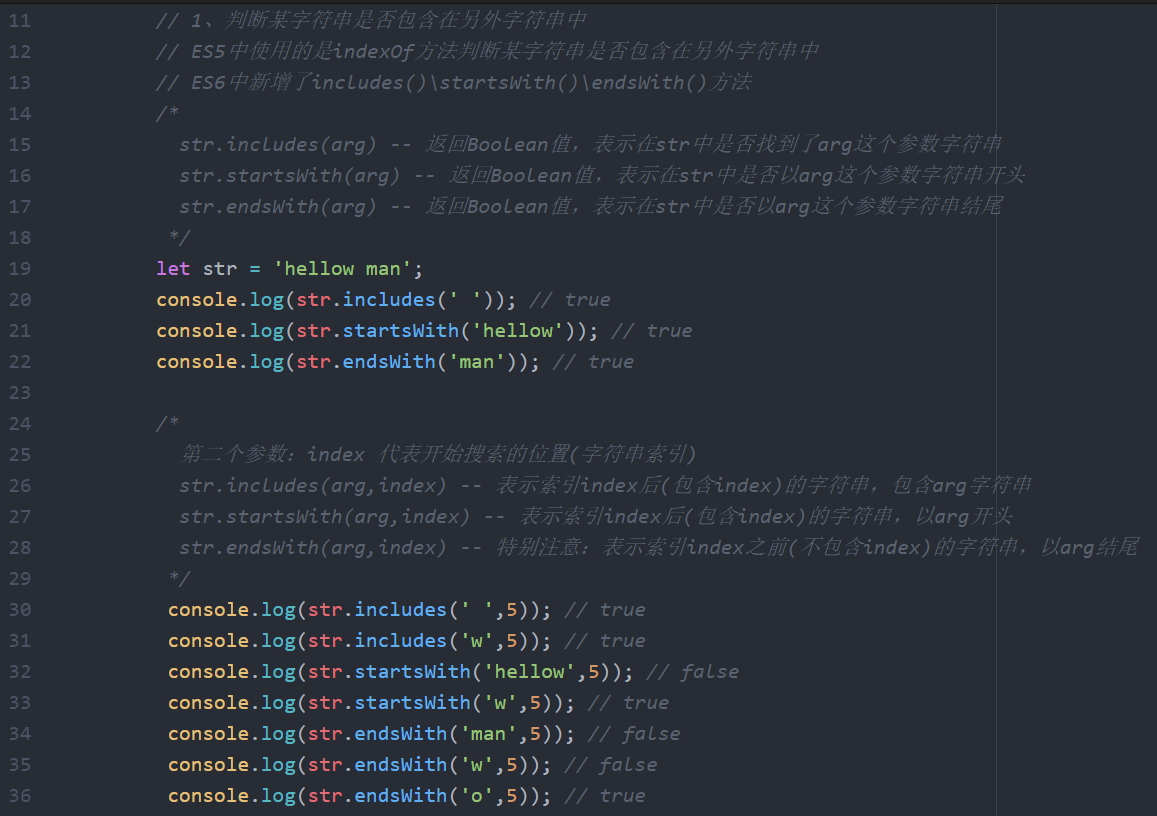 11 // 1、判断某字符串是否包含在另外字符串中
12 // ES5中使用的是indexOf方法判断某字符串是否包含在另外字符串中
13 // ES6中新增了includes()\startsWith()\endsWith()方法
14 /*
15 str.includes(arg) -- 返回Boolean值，表示在str中是否找到了arg这个参数字符串
16 str.startsWith(arg) -- 返回Boolean值，表示在str中是否以arg这个参数字符串开头
17 str.endsWith(arg) -- 返回Boolean值，表示在str中是否以arg这个参数字符串结尾
18 */
19 let str = 'hellow man';
20 console.log(str.includes(' ')); // true
21 console.log(str.startsWith('hellow')); // true
22 console.log(str.endsWith('man')); // true
23
24 /*
25 第二个参数：index 代表开始搜索的位置(字符串索引)
26 str.includes(arg,index) -- 表示索引index后(包含index)的字符串，包含arg字符串
27 str.startsWith(arg,index) -- 表示索引index后(包含index)的字符串，以arg开头
28 str.endsWith(arg,index) -- 特别注意：表示索引index之前(不包含index)的字符串，以arg结尾
29 */
30 console.log(str.includes(' ',5)); // true
31 console.log(str.includes('w',5)); // true
32 console.log(str.startsWith('hellow',5)); // false
33 console.log(str.startsWith('w',5)); // true
34 console.log(str.endsWith('man',5)); // false
35 console.log(str.endsWith('w',5)); // false
36 console.log(str.endsWith('o',5)); // true